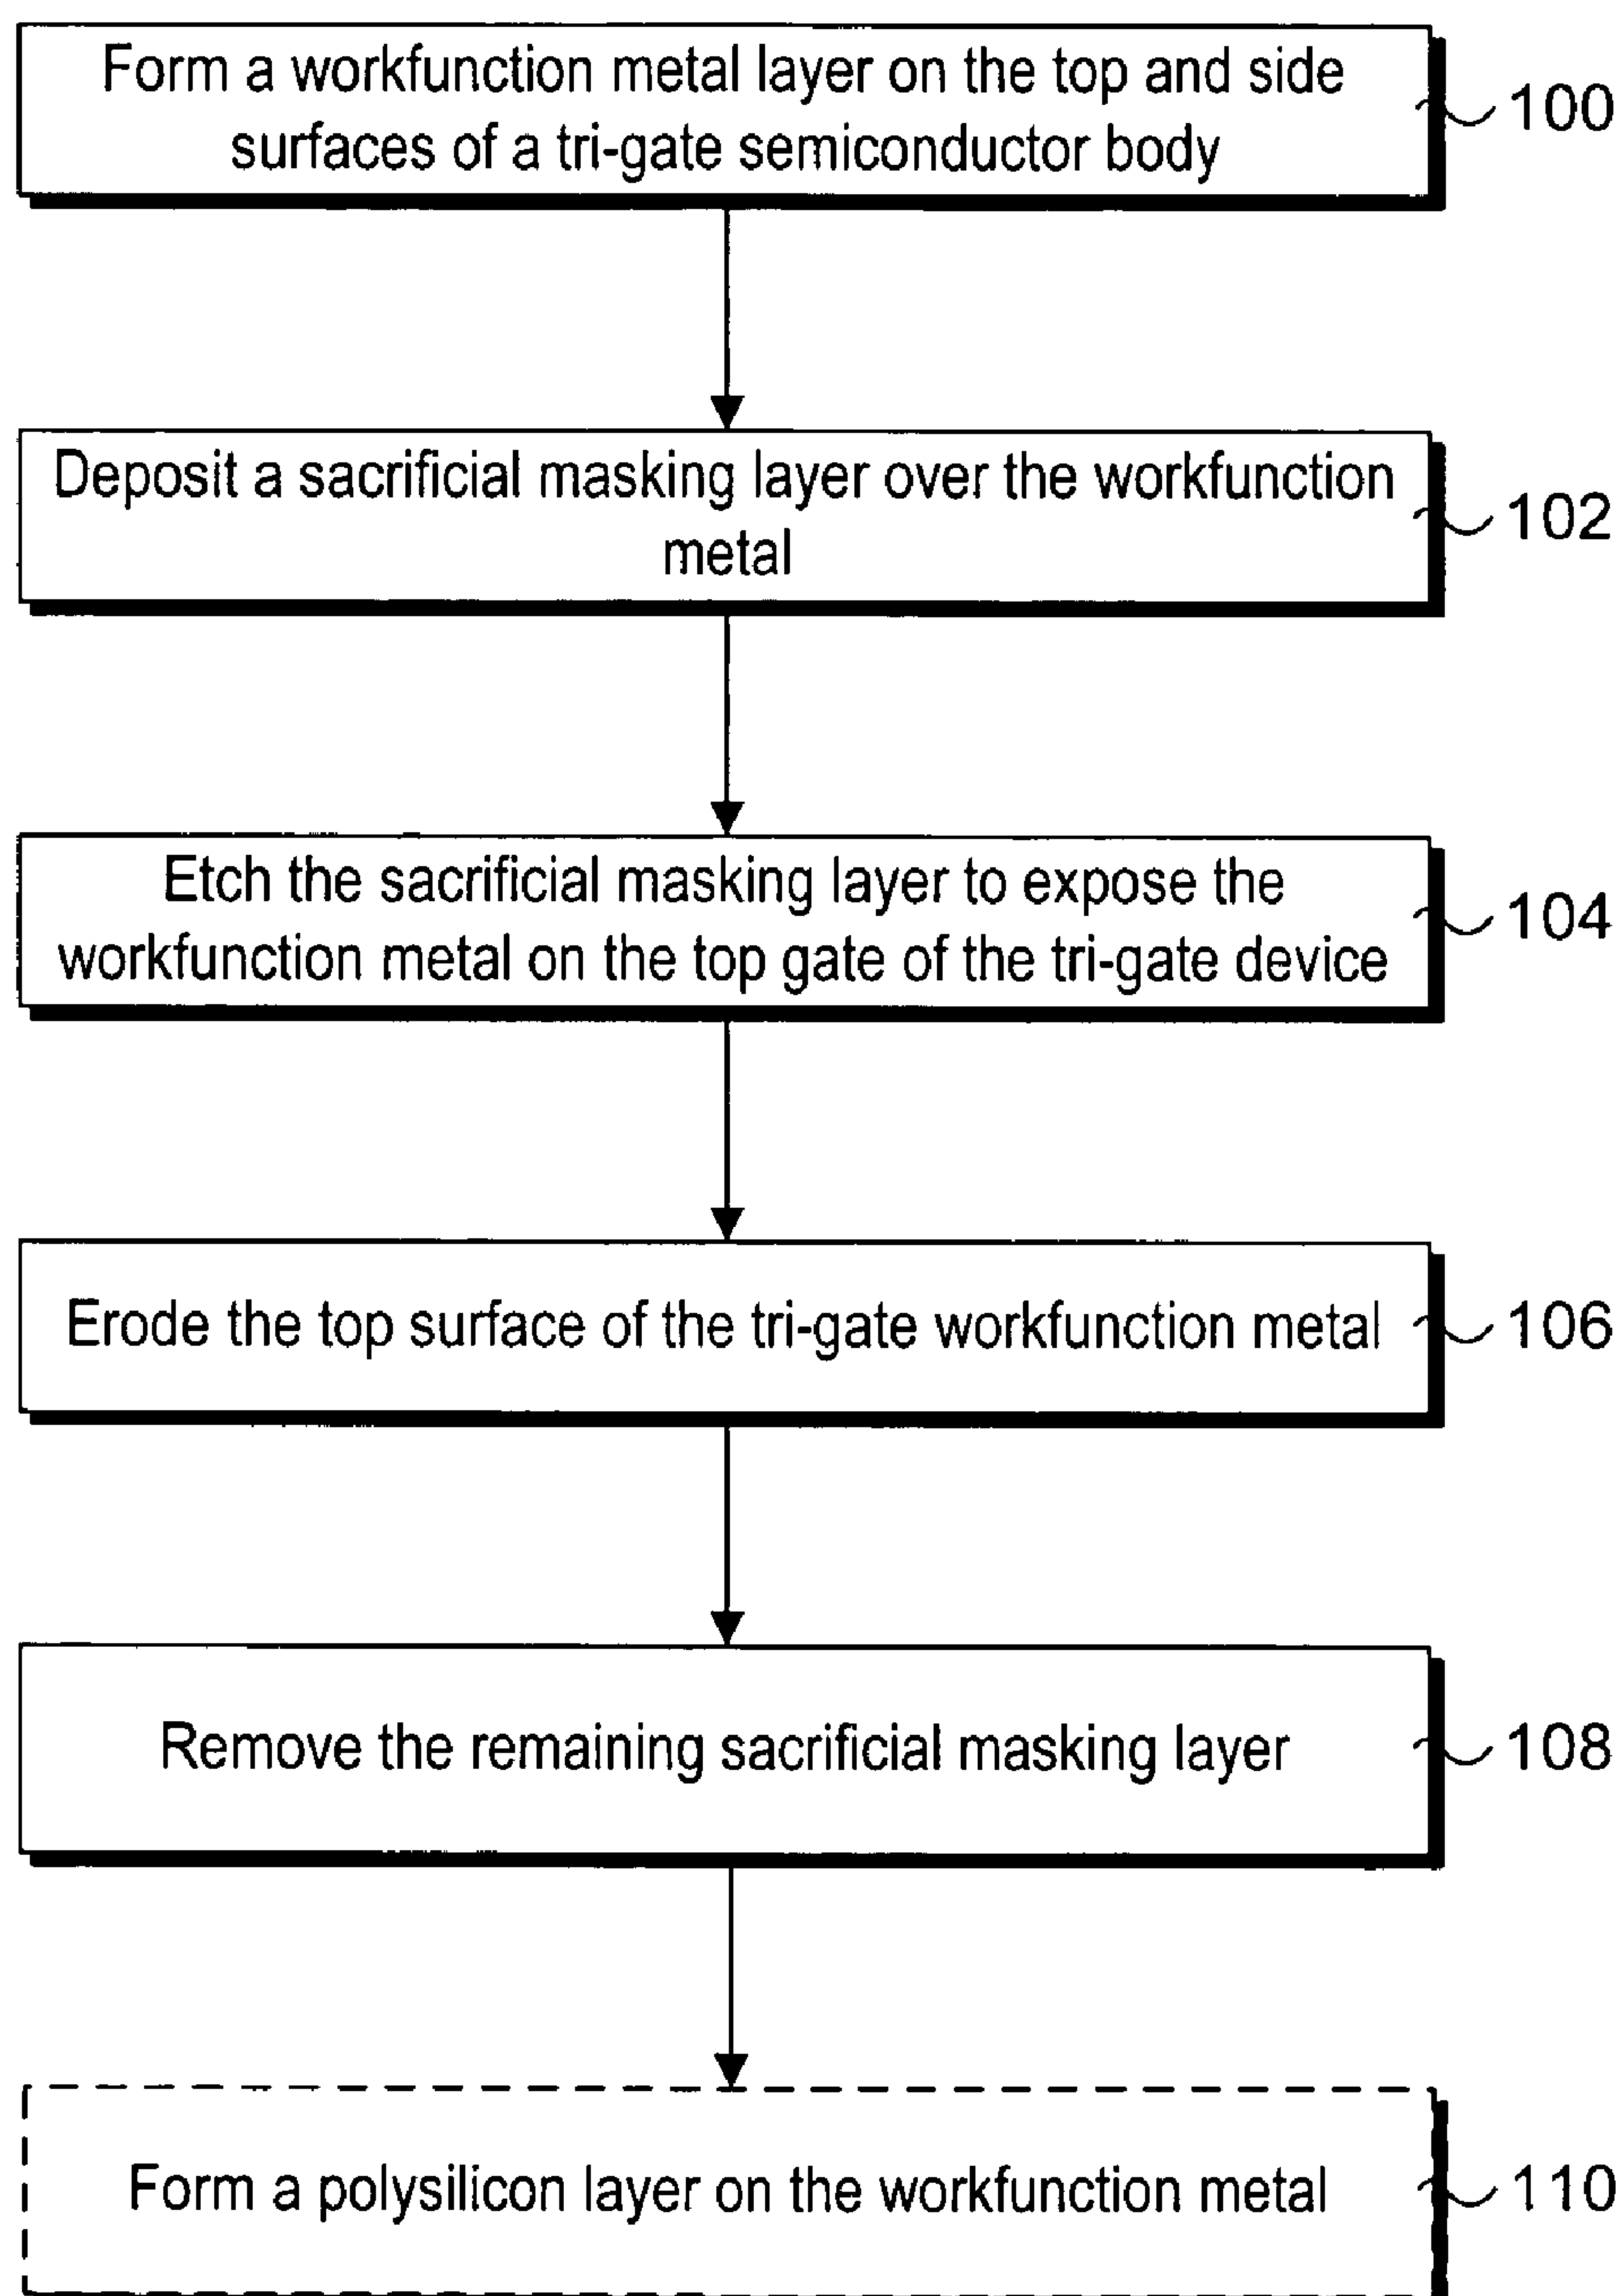 Form a workfunction metal layer on the top and side
surfaces of a tri-gate semiconductor body
100
Deposit a sacrificial masking layer over the workfunction
metal
102
Etch the sacrificial masking layer to expose the
workfunction metal on the top gate of the tri-gate device
104
Erode the top surface of the tri-gate workfunction metal
106
Remove the remaining sacrificial masking layer
108
Form a polysilicon layer on the workfunction metal
110